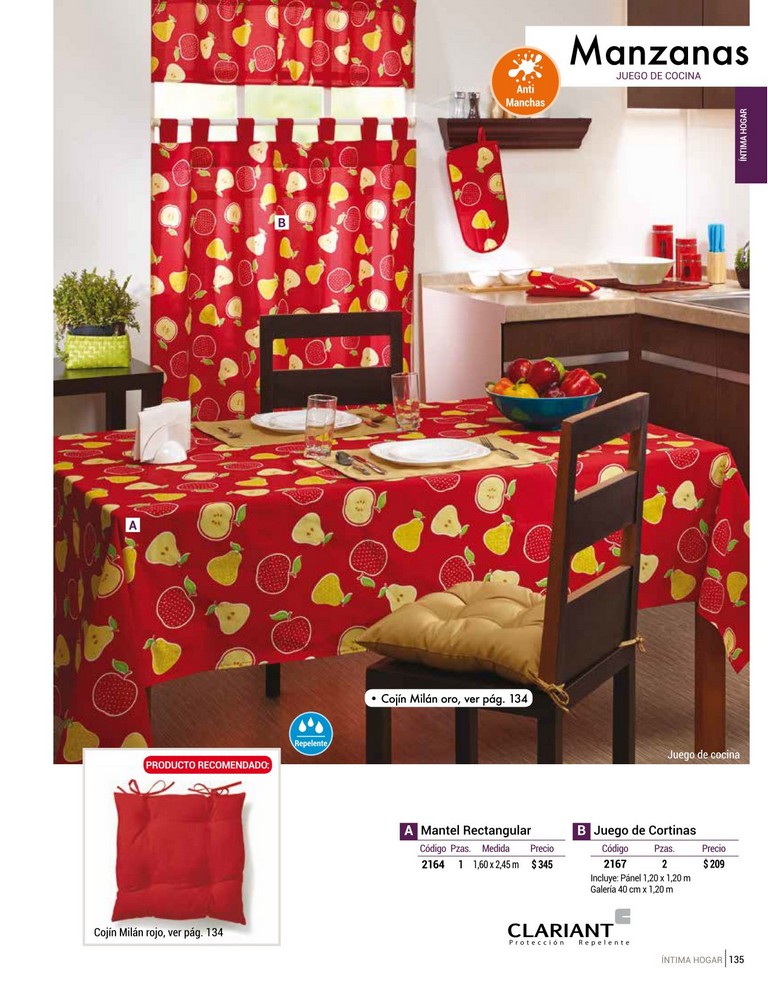 Manzanas
JUEGO DE COCINA
Anti
Manchas
ÍNTIMA HOGAR
B
A
• Cojín Milán oro, ver pág. 134
Repelente
Juego de cocina
PRODUCTO RECOMENDADO:
Cojín Milán rojo, ver pág. 134
A Mantel Rectangular
Código Pzas. Medida Precio
2164 1 1,60 x 2,45 m $ 345
B Juego de Cortinas
Código Pzas. Precio
2167 2 $ 209
Incluye: Pánel 1,20 x 1,20 m
Galería 40 cm x 1,20 m
CLARIANT
Protección Repelente
ÍNTIMA HOGAR 135